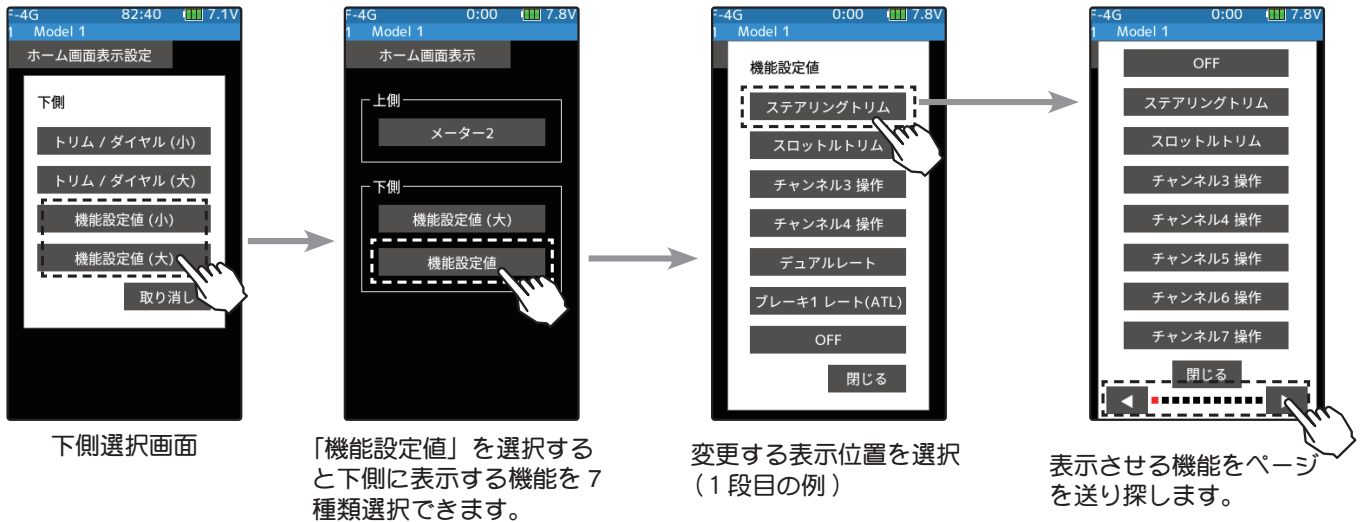 F-4G 82:40 7.1V
1 Model 1
ホーム画面表示設定
下側
トリム / ダイヤル (小)
トリム / ダイヤル (大)
機能設定値 (小)
機能設定値 (大)
取り消し
下側選択画面
F-4G 0:00 7.8V
1 Model 1
ホーム画面表示
上側
メーター2
下側
機能設定値 (大)
機能設定値
「機能設定値」を選択する
と下側に表示する機能を7
種類選択できます。
F-4G 0:00 7.8V
1 Model 1
機能設定値
ステアリングトリム
スロットルトリム
チャンネル3 操作
チャンネル4 操作
デュアルレート
ブレーキ1 レート(ATL)
OFF
閉じる
変更する表示位置を選択
(1段目の例)
F-4G 0:00 7.8V
1 Model 1
OFF
ステアリングトリム
スロットルトリム
チャンネル3 操作
チャンネル4 操作
チャンネル5 操作
チャンネル6 操作
チャンネル7 操作
閉じる
表示させる機能をページ
を送り探します。